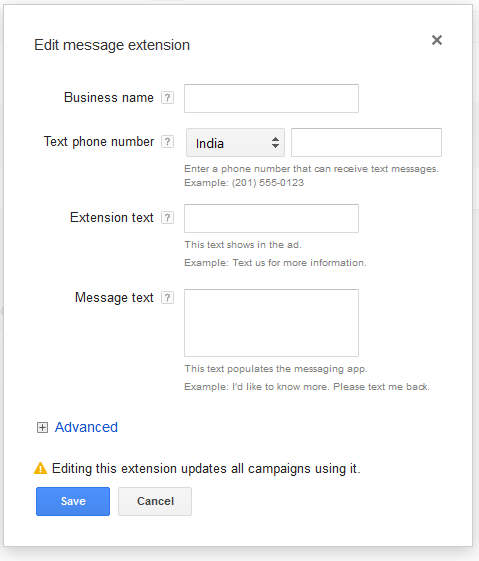 Edit message extension
Business name ?
Text phone number ? India
Enter a phone number that can receive text messages.
Example: (201) 555-0123
Extension text ?
This text shows in the ad.
Example: Text us for more information.
Message text ?
This text populates the messaging app.
Example: I'd like to know more. Please text me back.
Advanced
Editing this extension updates all campaigns using it.
Save Cancel